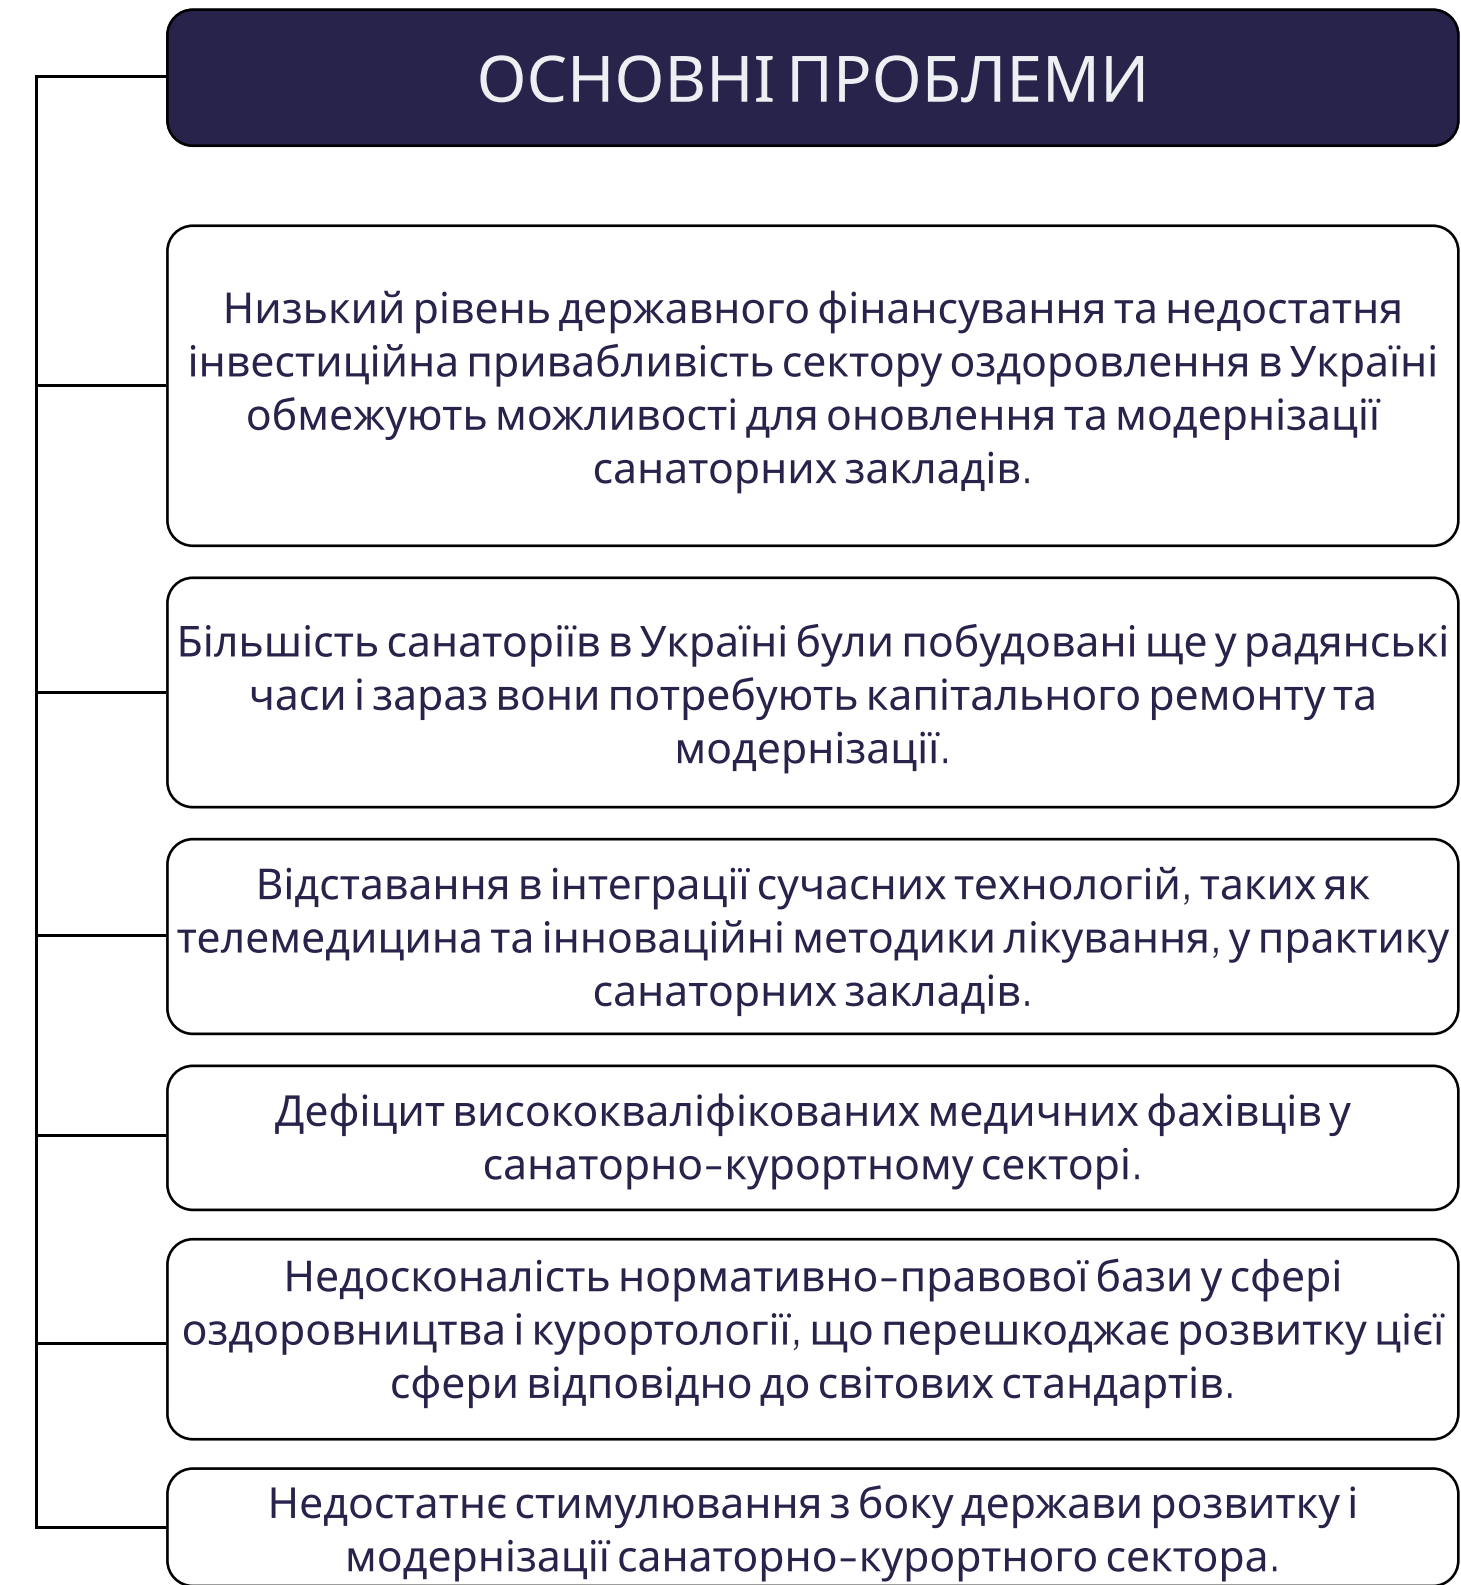 ОСНОВНІ ПРОБЛЕМИ
Низький рівень державного фінансування та недостатня
інвестиційна привабливість сектору оздоровлення в Україні
обмежують можливості для оновлення та модернізації
санаторних закладів.
Більшість санаторіїв в Україні були побудовані ще у радянські
часи і зараз вони потребують капітального ремонту та
модернізації.
Відставання в інтеграції сучасних технологій, таких як
телемедицина та інноваційні методики лікування, у практику
санаторних закладів.
Дефіцит висококваліфікованих медичних фахівців у
санаторно-курортному секторі.
Недосконалість нормативно-правової бази у сфері
оздоровництва і курортології, що перешкоджає розвитку цієї
сфери відповідно до світових стандартів.
Недостатнє стимулювання з боку держави розвитку і
модернізації санаторно-курортного сектора.